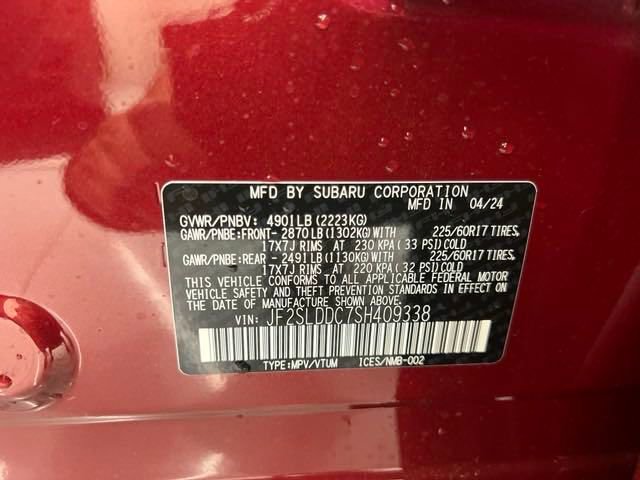 MFD BY SUBARU CORPORATION
MFD IN 04/24
GVWR/PNBV: 4901LB(2223KG)
GAWR/PNBE:FRONT- 2870LB(1302KG)WITH 225/60R17 TIRES,
17X7J RIMS AT 230 KPA( 33 PSI)COLD
GAWR/PNBE:REAR - 2491LB(1130KG)WITH 225/60R17 TIRES,
17X7J RIMS AT 220 KPA( 32 PSI)COLD
THIS VEHICLE CONFORMS TO ALL APPLICABLE FEDERAL MOTOR
VEHICLE SAFETY AND THEFT PREVENTION STANDARDS IN EFFECT ON
THE DATE OF MANUFACTURE SHOWN ABOVE.
VIN: JF2SLDDC7SH409338
TYPE:MPV/VTUM ICES/NMB-002